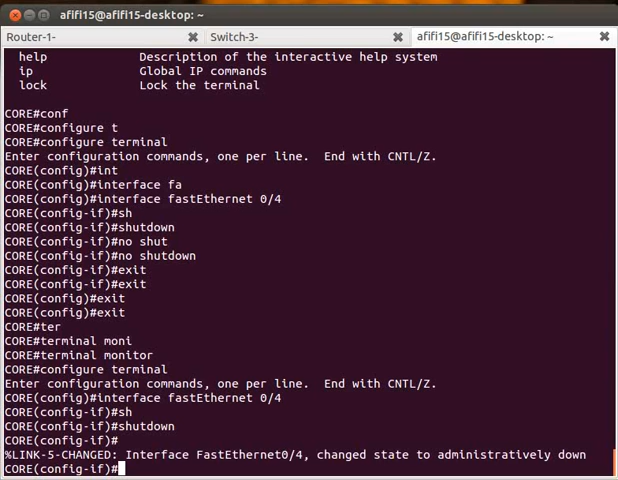 afifi15@afifi15-desktop: ~
Router-1-
Switch-3-
afifi15@afifi15-desktop: ~
help Description of the interactive help system
ip Global IP commands
lock Lock the terminal
CORE#conf
CORE#configure t
CORE#configure terminal
Enter configuration commands, one per line. End with CNTL/Z.
CORE(config)#int
CORE(config)#interface fa
CORE(config)#interface fastEthernet 0/4
CORE(config-if)#sh
CORE(config-if)#shutdown
CORE(config-if)#no shut
CORE(config-if)#no shutdown
CORE(config-if)#exit
CORE(config-if)#exit
CORE(config)#exit
CORE(config)#exit
CORE#ter
CORE#terminal moni
CORE#terminal monitor
CORE#configure terminal
Enter configuration commands, one per line. End with CNTL/Z.
CORE(config)#interface fastEthernet 0/4
CORE(config-if)#sh
CORE(config-if)#shutdown
CORE(config-if)#
%LINK-5-CHANGED: Interface FastEthernet0/4, changed state to administratively down
CORE(config-if)#